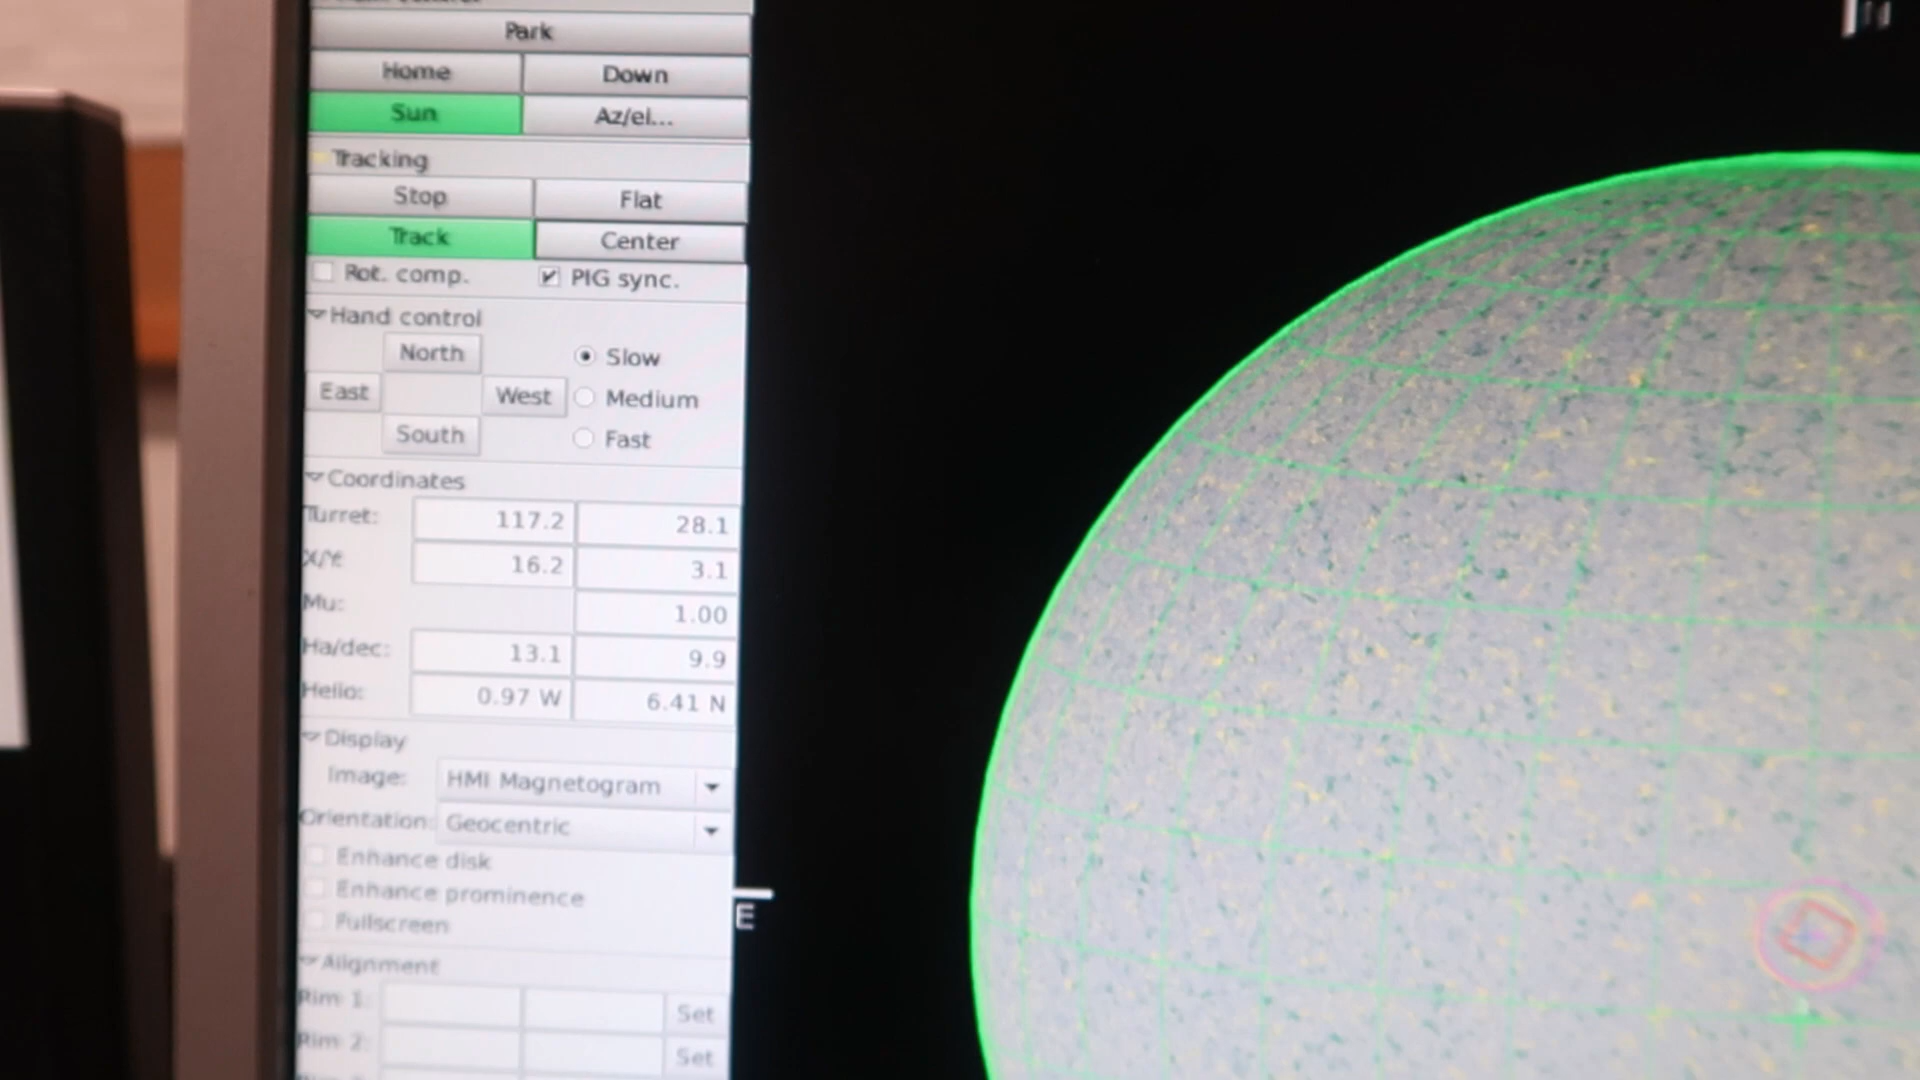 Park
Home Down
Sun Az/el...
Tracking
Stop Flat
Track Center
Rot. comp. PIG sync.
Hand control
North Slow
East West Medium
South Fast
Coordinates
Turret: 117.2 28.1
X/Y: 16.2 3.1
Mu: 1.00
Ha/dec: 13.1 9.9
Helio: 0.97 W 6.41 N
Display
Image: HMI Magnetogram
Orientation: Geocentric
Enhance disk
Enhance prominence
Fullscreen
E
Alignment
Rim 1: Set
Rim 2: Set